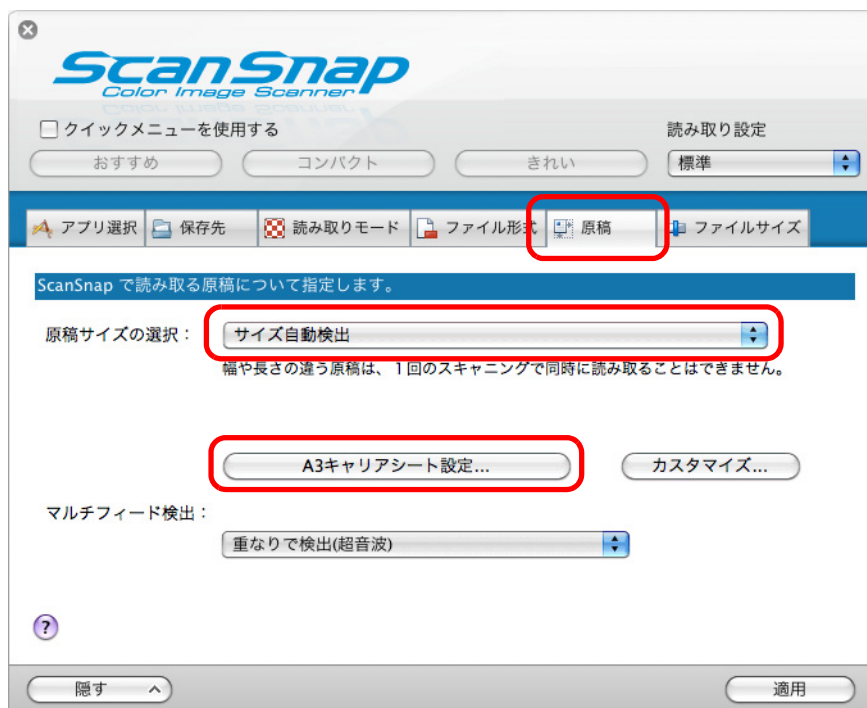 ScanSnap
Color Image Scanner
クイックメニューを使用する
読み取り設定
おすすめ
コンパクト
きれい
標準
アプリ選択
保存先
読み取りモード
ファイル形式
原稿
ファイルサイズ
ScanSnap で読み取る原稿について指定します。
原稿サイズの選択：
サイズ自動検出
幅や長さの違う原稿は、１回のスキャニングで同時に読み取ることはできません。
A3キャリアシート設定...
カスタマイズ...
マルチフィード検出：
重なりで検出(超音波)
?
隠す
適用